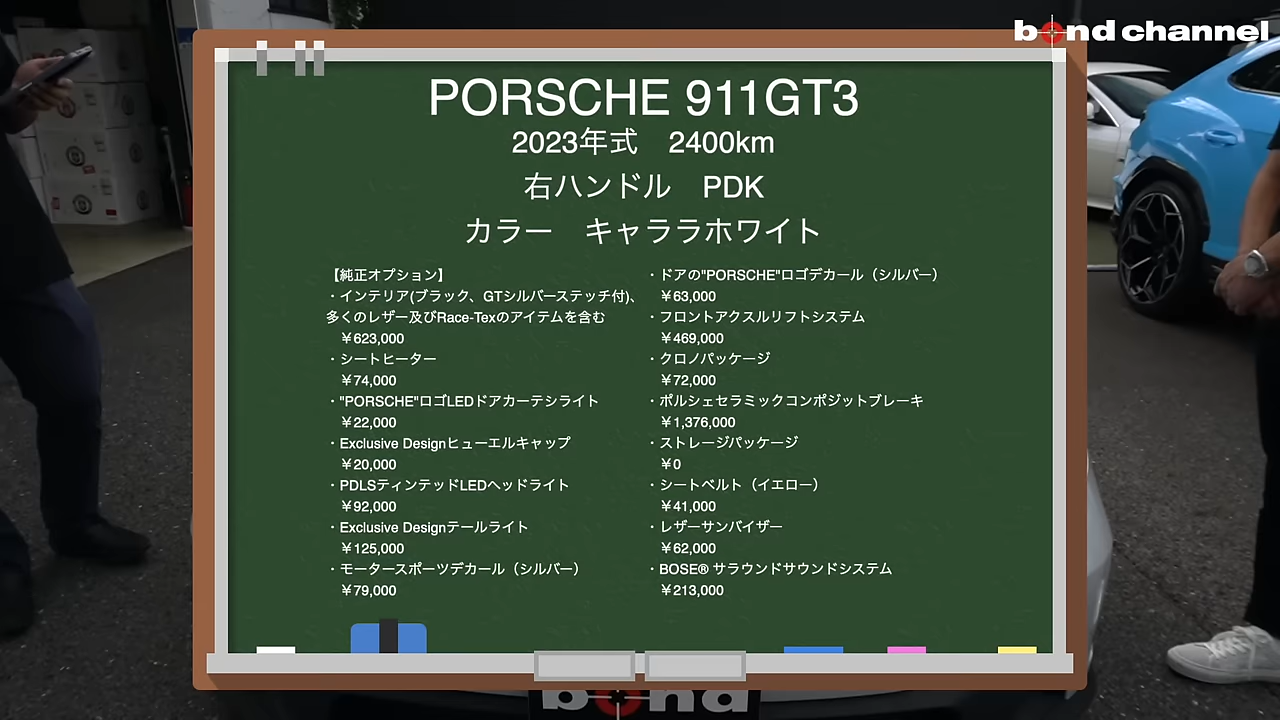 bond channel
PORSCHE 911GT3
2023年式　2400km
右ハンドル　PDK
カラー　キャララホワイト
【純正オプション】
・インテリア(ブラック、GTシルバーステッチ付)、
多くのレザー及びRace-Texのアイテムを含む
￥623,000
・シートヒーター
￥74,000
・"PORSCHE"ロゴLEDドアカーテシライト
￥22,000
・Exclusive Designヒューエルキャップ
￥20,000
・PDLSティンテッドLEDヘッドライト
￥92,000
・Exclusive Designテールライト
￥125,000
・モータースポーツデカール（シルバー）
￥79,000
・ドアの"PORSCHE"ロゴデカール（シルバー）
￥63,000
・フロントアクスルリフトシステム
￥469,000
・クロノパッケージ
￥72,000
・ポルシェセラミックコンポジットブレーキ
￥1,376,000
・ストレージパッケージ
￥0
・シートベルト（イエロー）
￥41,000
・レザーサンバイザー
￥62,000
・BOSE® サラウンドサウンドシステム
￥213,000
bond